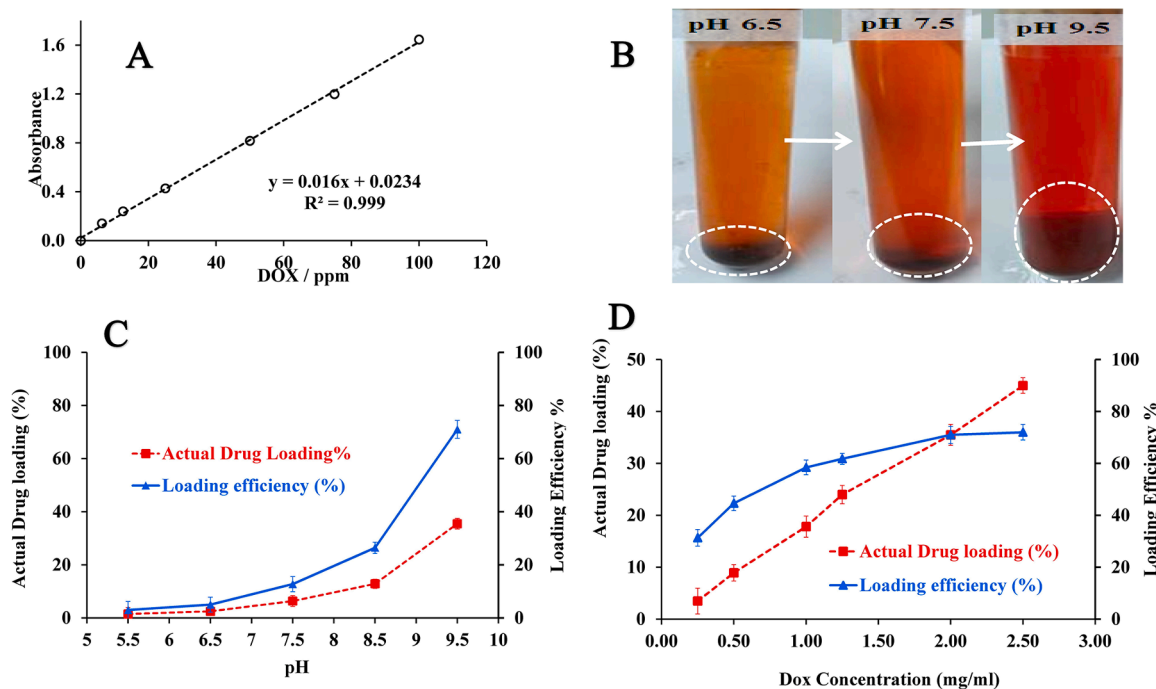 A
Absorbance
1.6
1.2
0.8
0.4
0.0
0 20 40 60 80 100 120
DOX / ppm
y = 0.016x + 0.0234
R² = 0.999
B
pH 6.5
pH 7.5
pH 9.5
C
Actual Drug Loading (%)
100
80
60
40
20
0
5 5.5 6 6.5 7 7.5 8 8.5 9 9.5 10
pH
100
80
60
40
20
0
Loading Efficiency %
Actual Drug Loading%
Loading efficiency (%)
D
Actual Drug loading (%)
50
40
30
20
10
0
0.00 0.50 1.00 1.50 2.00 2.50 3.00
Dox Concentration (mg/ml)
100
80
60
40
20
0
Loading Efficiency %
Actual Drug loading (%)
Loading efficiency (%)